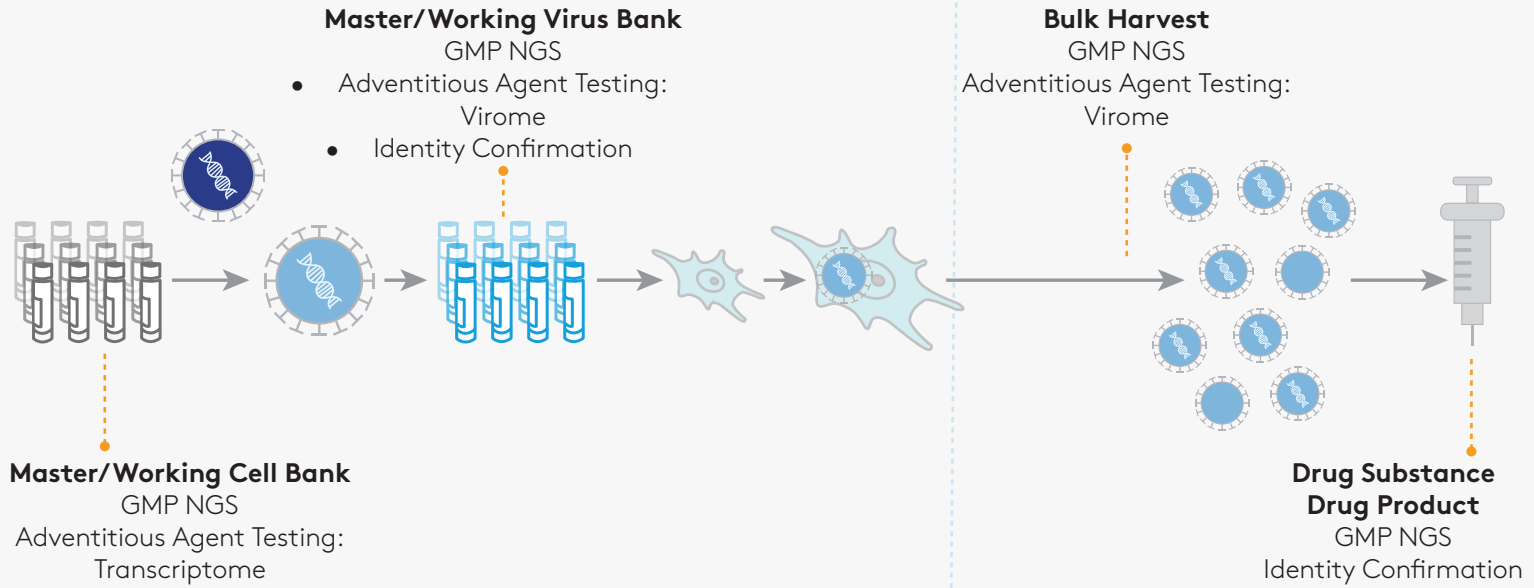 Master/Working Virus Bank
GMP NGS
• Adventitious Agent Testing:
Virome
• Identity Confirmation
Bulk Harvest
GMP NGS
Adventitious Agent Testing:
Virome
Master/Working Cell Bank
GMP NGS
Adventitious Agent Testing:
Transcriptome
Drug Substance
Drug Product
GMP NGS
Identity Confirmation